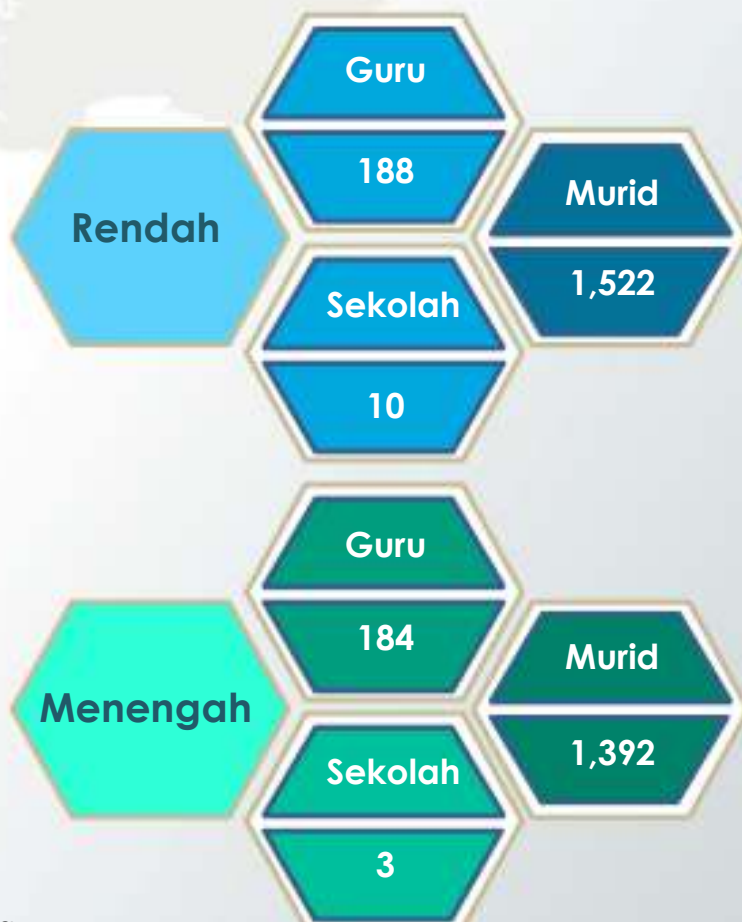 Rendah
Guru
188
Murid
1,522
Sekolah
10
Menengah
Guru
184
Murid
1,392
Sekolah
3